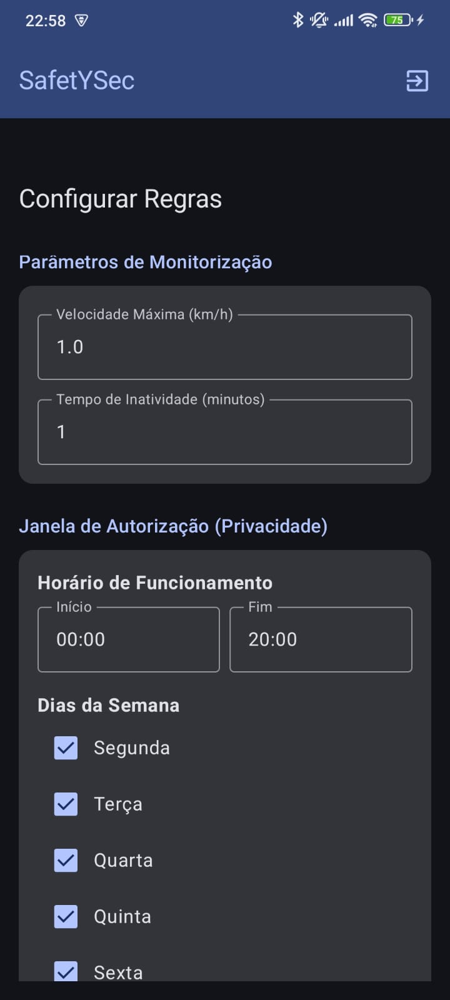 22:58
75
SafetYSec
Configurar Regras
Parâmetros de Monitorização
Velocidade Máxima (km/h)
1.0
Tempo de Inatividade (minutos)
1
Janela de Autorização (Privacidade)
Horário de Funcionamento
Início
00:00
Fim
20:00
Dias da Semana
Segunda
Terça
Quarta
Quinta
Sexta